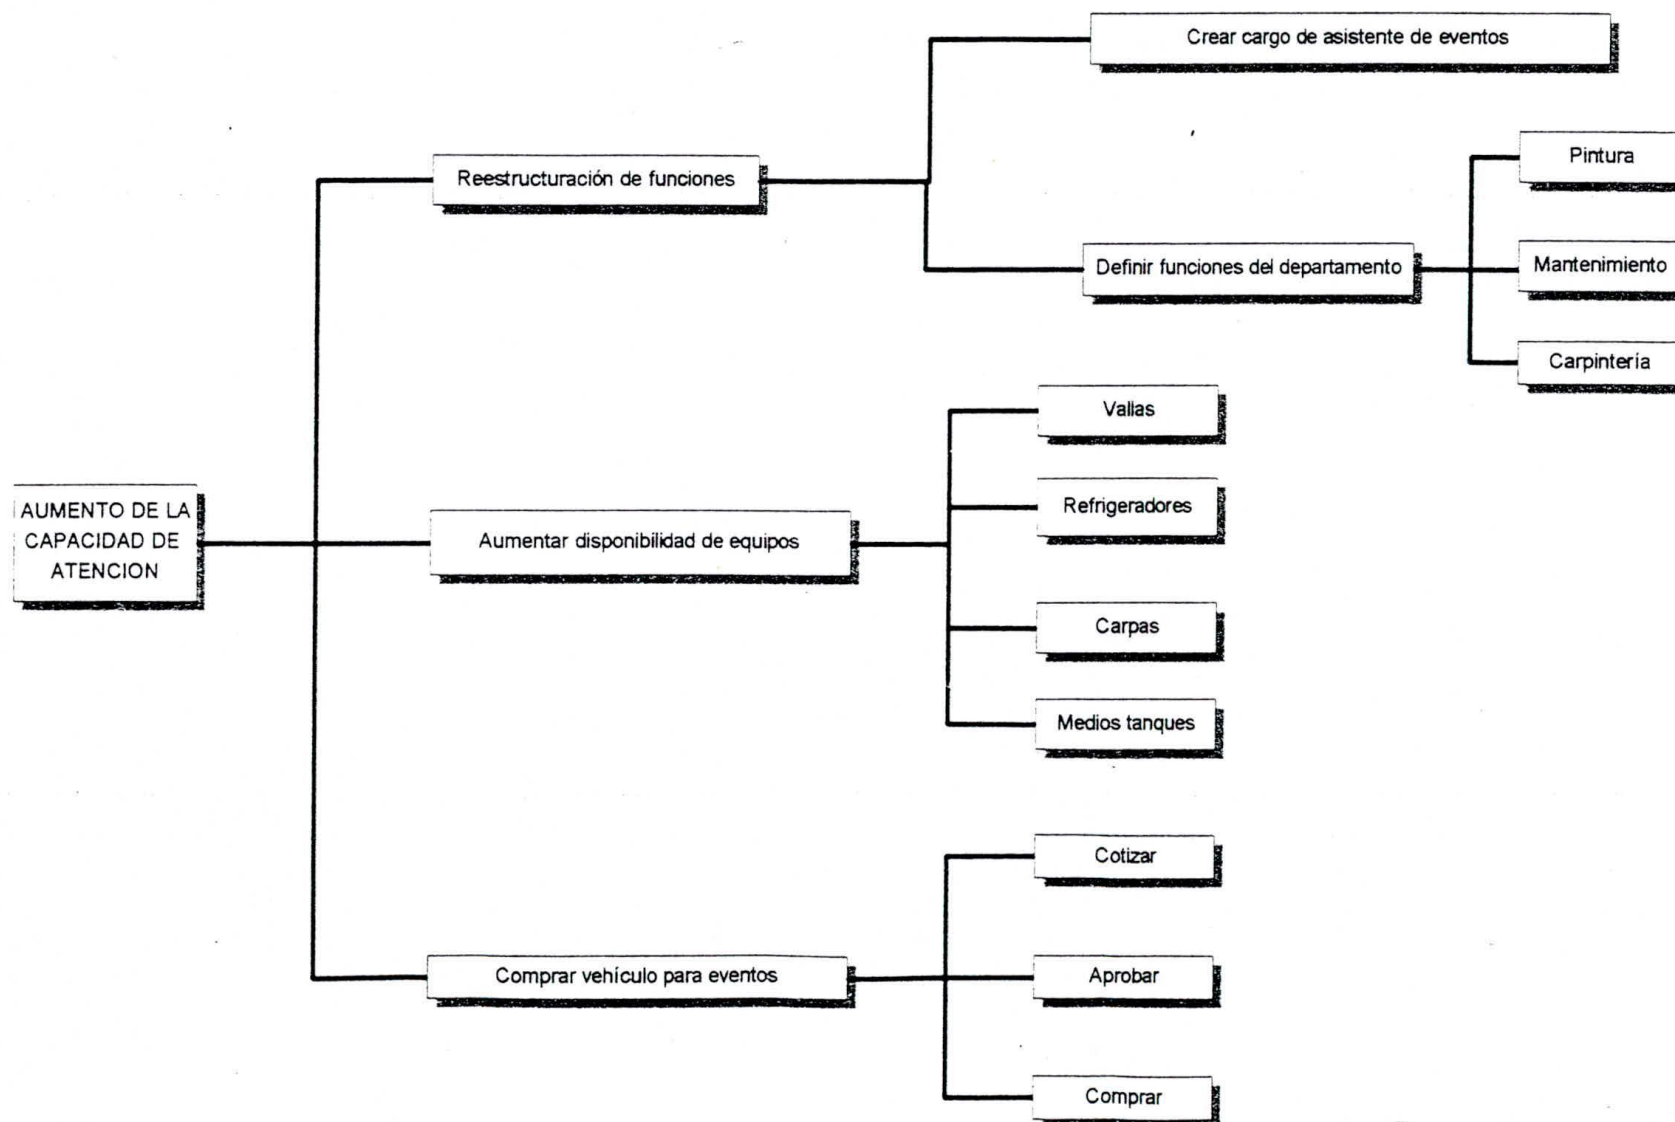 Crear cargo de asistente de eventos
Reestructuración de funciones
Pintura
Definir funciones del departamento
Mantenimiento
Carpintería
Vallas
Refrigeradores
AUMENTO DE LA
CAPACIDAD DE
ATENCION
Aumentar disponibilidad de equipos
Carpas
Medios tanques
Cotizar
Comprar vehículo para eventos
Aprobar
Comprar